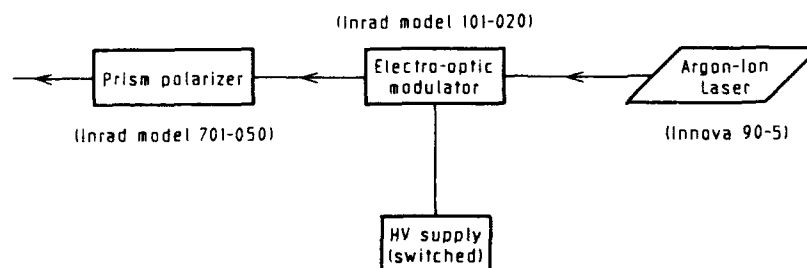 (Inrad model 101-020)
Prism polarizer
Electro-optic
modulator
Argon-Ion
Laser
(Inrad model 701-050)
(Innova 90-5)
HV supply
(switched)